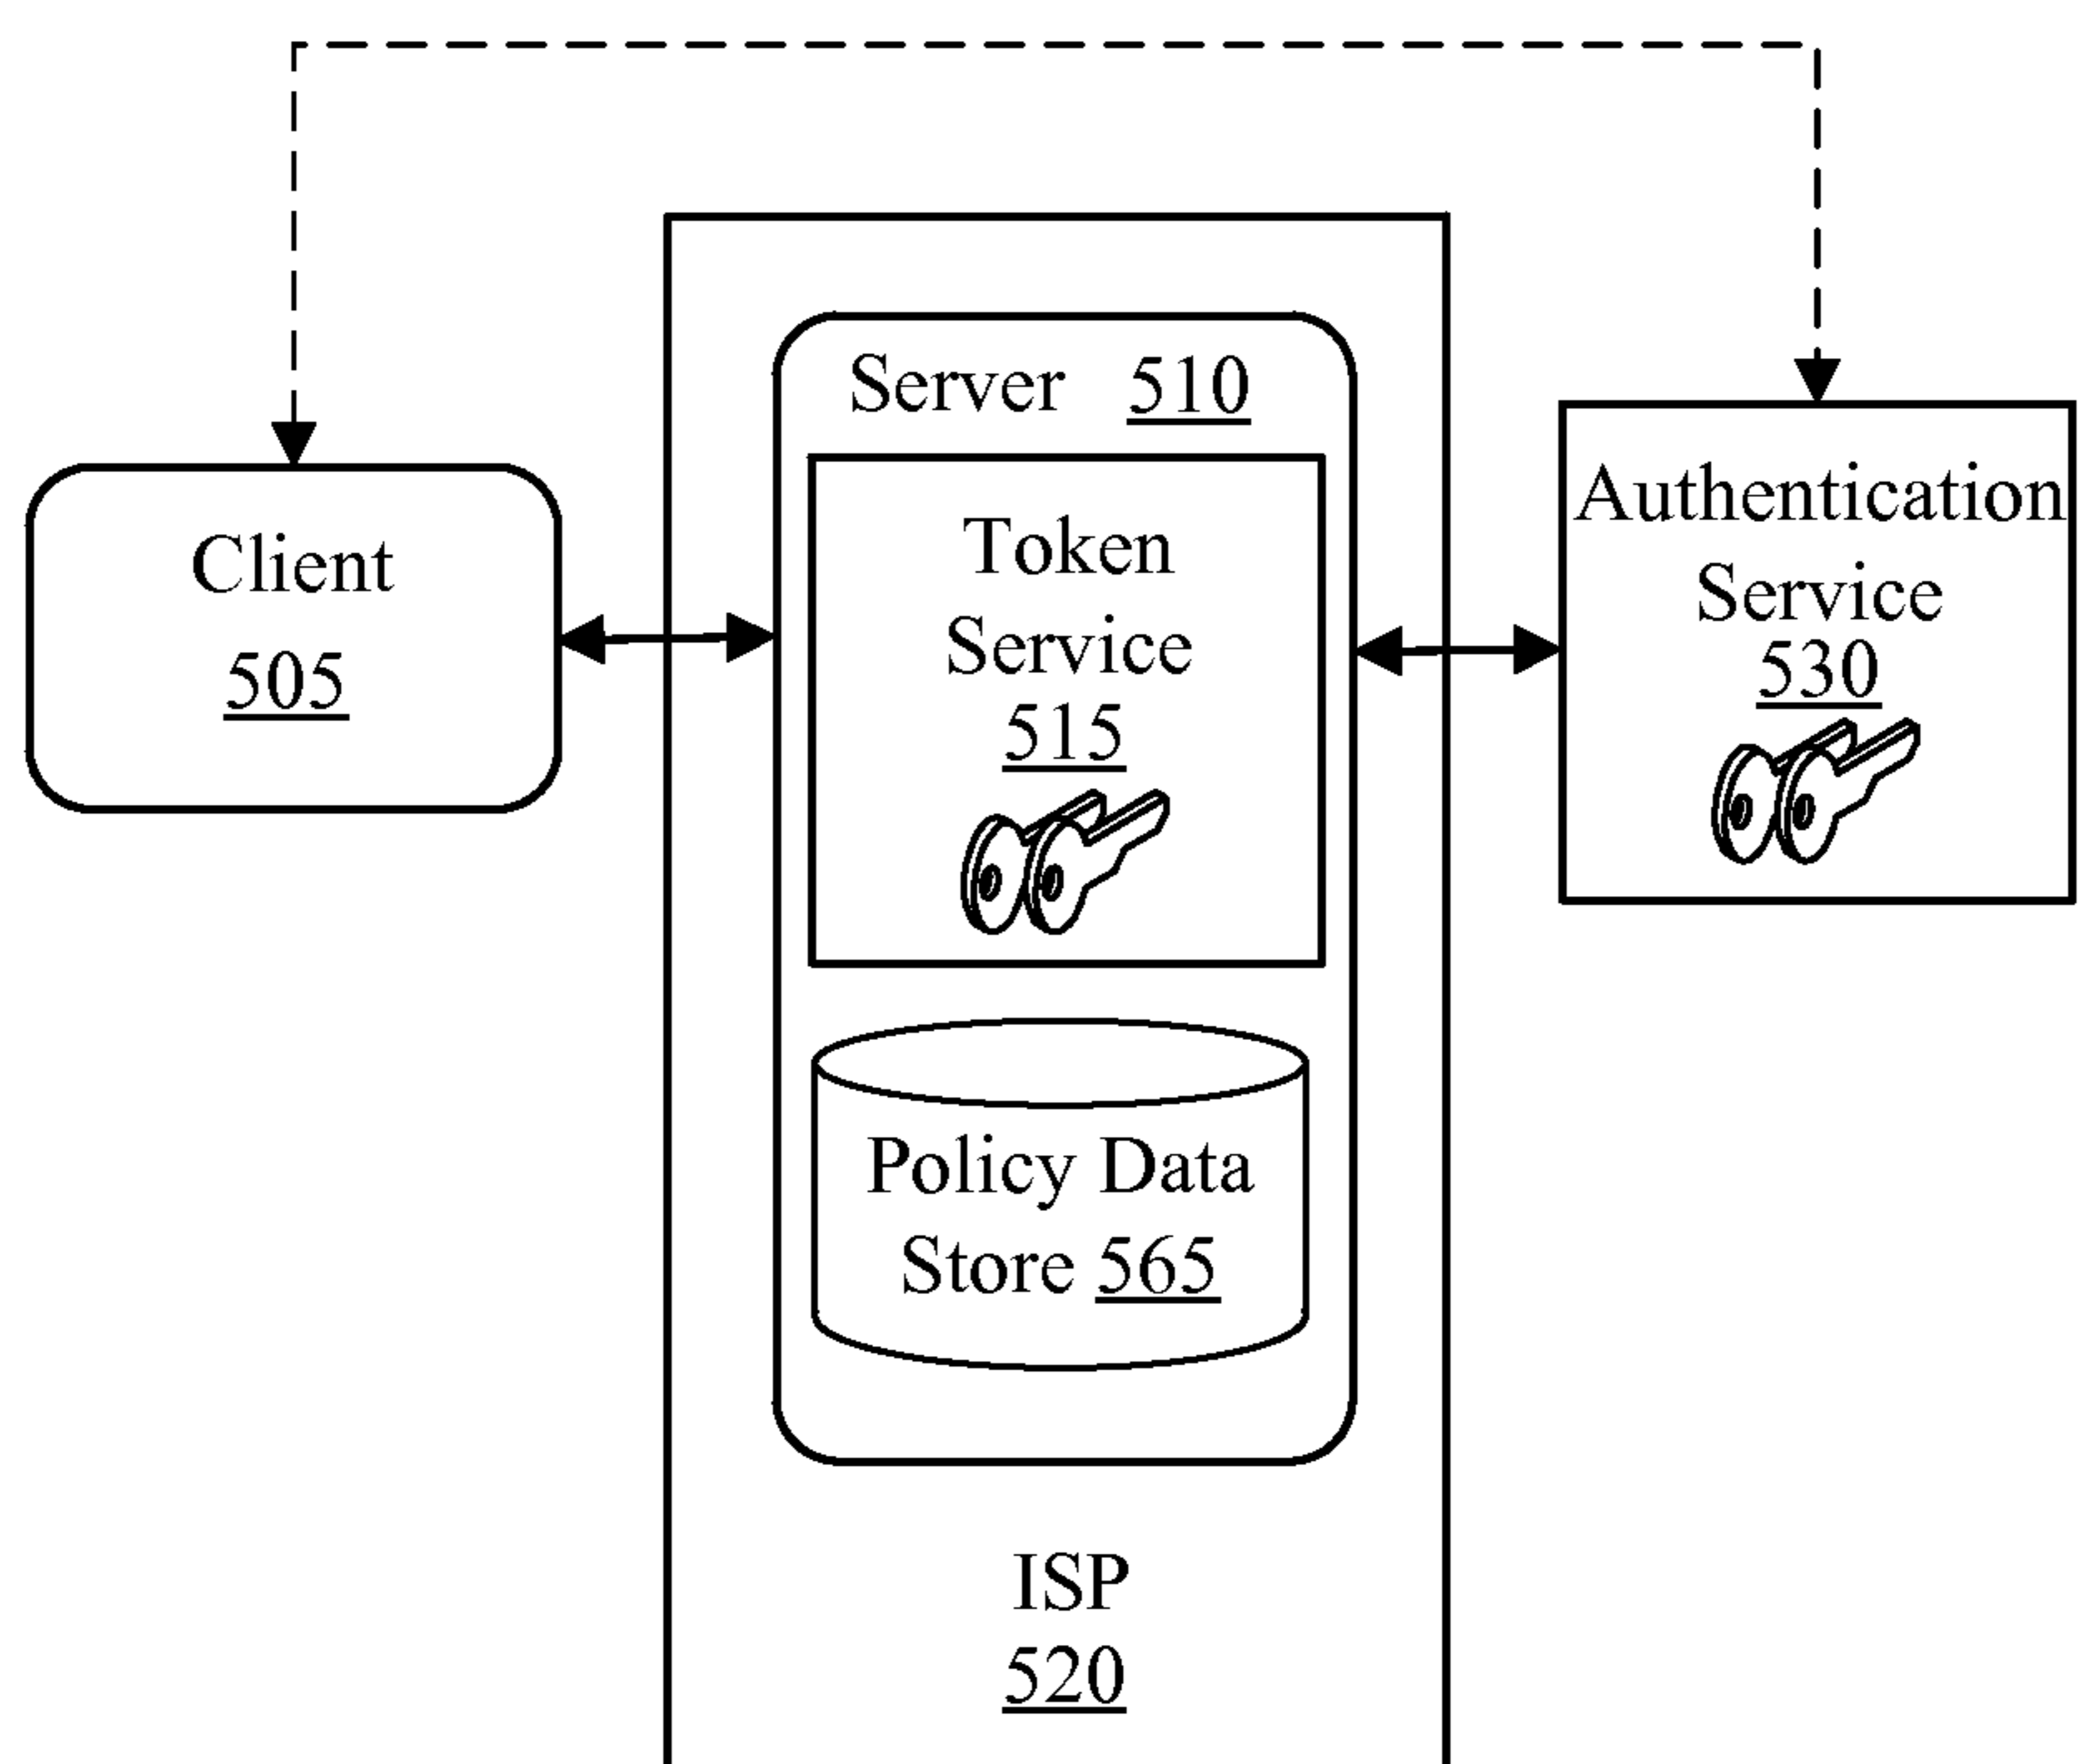 Server 510
Client
505
Token
Service
515
Authentication
Service
530
Policy Data
Store 565
ISP
520